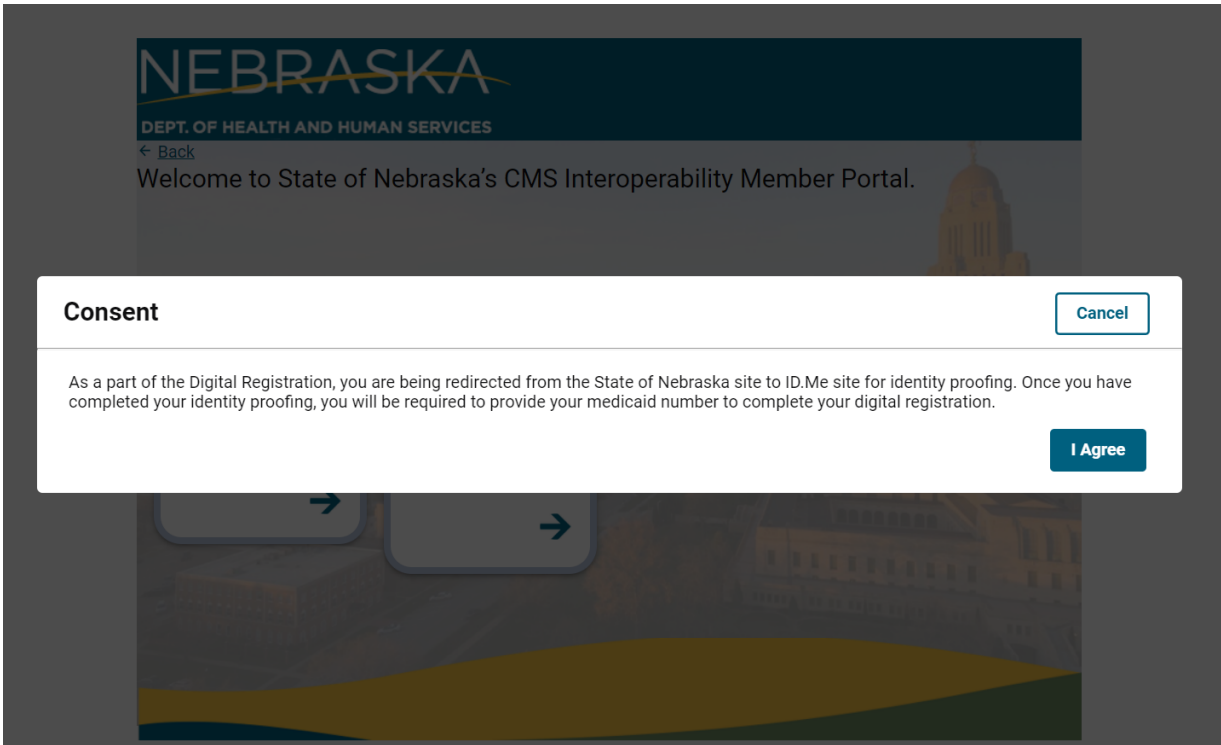 NEBRASKA
DEPT. OF HEALTH AND HUMAN SERVICES
← Back
Welcome to State of Nebraska’s CMS Interoperability Member Portal.
Consent
Cancel
As a part of the Digital Registration, you are being redirected from the State of Nebraska site to ID.Me site for identity proofing. Once you have
completed your identity proofing, you will be required to provide your medicaid number to complete your digital registration.
I Agree